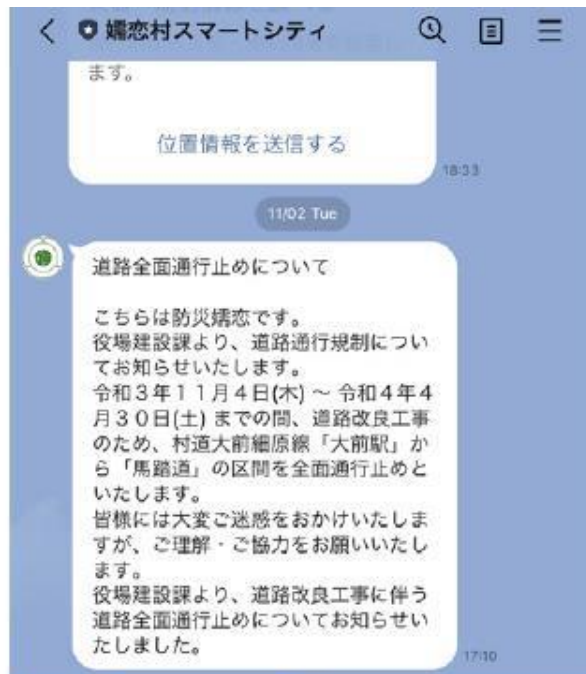 嬬恋村スマートシティ
ます。
位置情報を送信する
18:33
11/02 Tue
道路全面通行止めについて
こちらは防災嬬恋です。
役場建設課より、道路通行規制につい
てお知らせいたします。
令和3年11月4日(木) ~ 令和4年4
月30日(土) までの間、道路改良工事
のため、村道大前細原線「大前駅」か
ら「馬踏道」の区間を全面通行止めと
いたします。
皆様には大変ご迷惑をおかけいたしま
すが、ご理解・ご協力をお願いいたし
ます。
役場建設課より、道路改良工事に伴う
道路全面通行止めについてお知らせい
たしました。
17:10